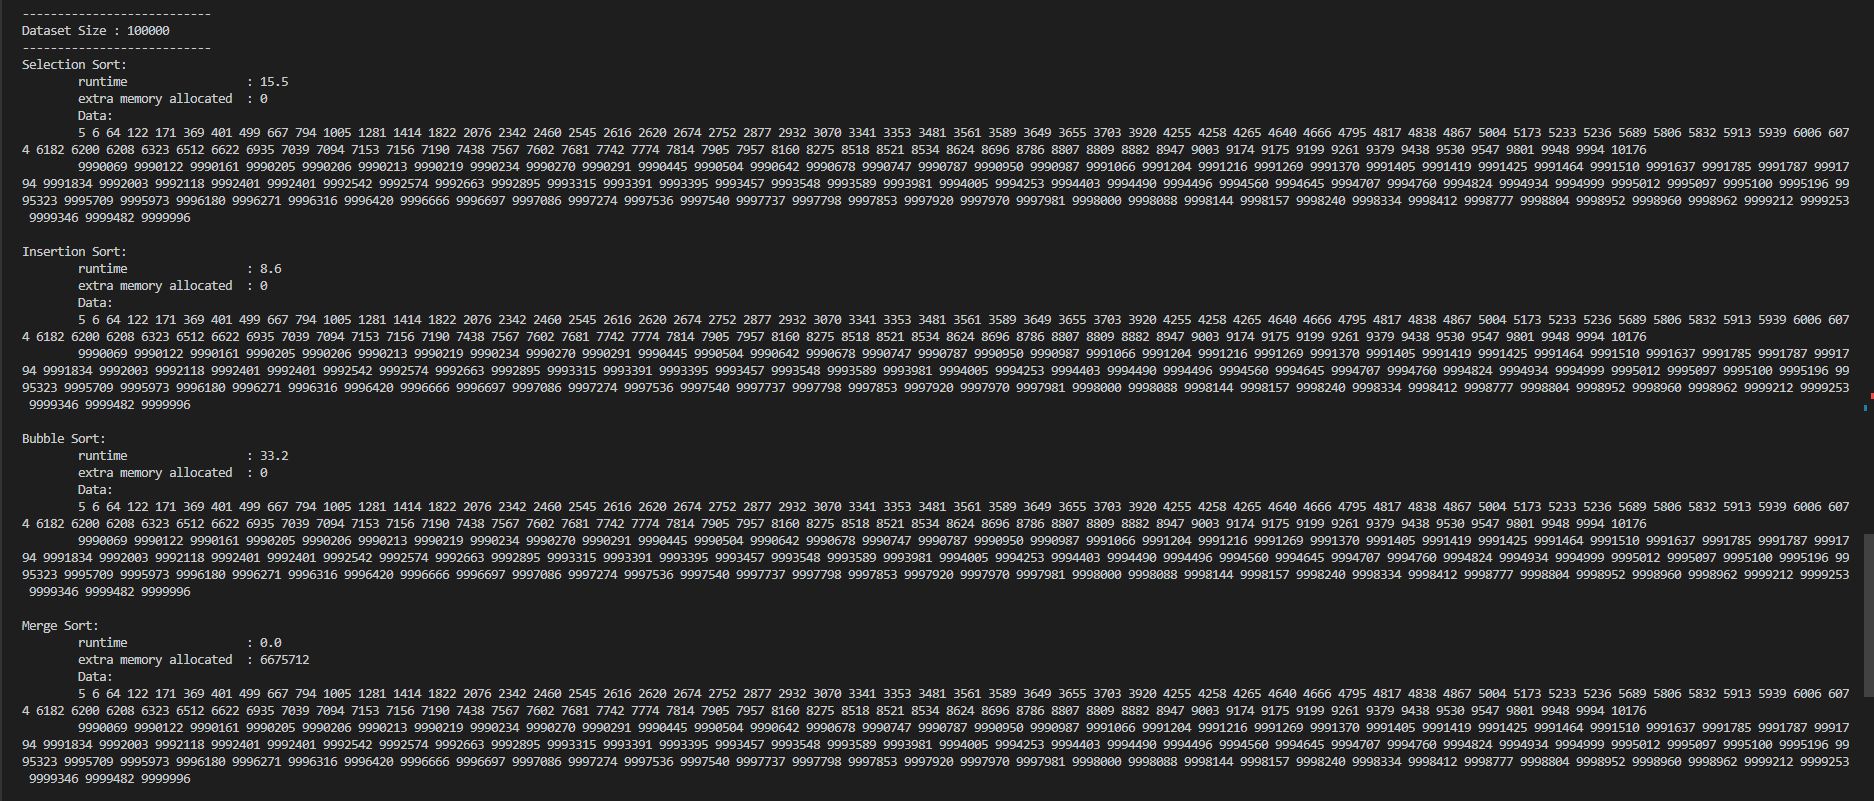 ---------------------------
Dataset Size : 100000
---------------------------
Selection Sort:
runtime : 15.5
extra memory allocated : 0
Data:
5 6 64 122 171 369 401 499 667 794 1005 1281 1414 1822 2076 2342 2460 2545 2616 2620 2674 2752 2877 2932 3070 3341 3353 3481 3561 3589 3649 3655 3703 3920 4255 4258 4265 4640 4666 4795 4817 4838 4867 5004 5173 5233 5236 5689 5806 5832 5913 5939 6006 607
4 6182 6200 6208 6323 6512 6622 6935 7039 7094 7153 7156 7190 7438 7567 7602 7681 7742 7774 7814 7905 7957 8160 8275 8518 8521 8534 8624 8696 8786 8807 8809 8882 8947 9003 9174 9175 9199 9261 9379 9438 9530 9547 9801 9948 9994 10176
9990069 9990122 9990161 9990205 9990206 9990213 9990219 9990234 9990270 9990291 9990445 9990504 9990642 9990678 9990747 9990787 9990950 9990987 9991066 9991204 9991216 9991269 9991370 9991405 9991419 9991425 9991464 9991510 9991637 9991785 9991787 99917
94 9991834 9992003 9992118 9992401 9992401 9992542 9992574 9992663 9992895 9993315 9993391 9993395 9993457 9993548 9993589 9993981 9994005 9994253 9994403 9994490 9994496 9994560 9994645 9994707 9994760 9994824 9994934 9994999 9995012 9995097 9995100 9995196 99
95323 9995709 9995973 9996180 9996271 9996316 9996420 9996666 9996697 9997086 9997274 9997536 9997540 9997737 9997798 9997853 9997920 9997970 9997981 9998000 9998088 9998144 9998157 9998240 9998334 9998412 9998777 9998804 9998952 9998960 9998962 9999212 9999253
9999346 9999482 9999996
Insertion Sort:
runtime : 8.6
extra memory allocated : 0
Data:
5 6 64 122 171 369 401 499 667 794 1005 1281 1414 1822 2076 2342 2460 2545 2616 2620 2674 2752 2877 2932 3070 3341 3353 3481 3561 3589 3649 3655 3703 3920 4255 4258 4265 4640 4666 4795 4817 4838 4867 5004 5173 5233 5236 5689 5806 5832 5913 5939 6006 607
4 6182 6200 6208 6323 6512 6622 6935 7039 7094 7153 7156 7190 7438 7567 7602 7681 7742 7774 7814 7905 7957 8160 8275 8518 8521 8534 8624 8696 8786 8807 8809 8882 8947 9003 9174 9175 9199 9261 9379 9438 9530 9547 9801 9948 9994 10176
9990069 9990122 9990161 9990205 9990206 9990213 9990219 9990234 9990270 9990291 9990445 9990504 9990642 9990678 9990747 9990787 9990950 9990987 9991066 9991204 9991216 9991269 9991370 9991405 9991419 9991425 9991464 9991510 9991637 9991785 9991787 99917
94 9991834 9992003 9992118 9992401 9992401 9992542 9992574 9992663 9992895 9993315 9993391 9993395 9993457 9993548 9993589 9993981 9994005 9994253 9994403 9994490 9994496 9994560 9994645 9994707 9994760 9994824 9994934 9994999 9995012 9995097 9995100 9995196 99
95323 9995709 9995973 9996180 9996271 9996316 9996420 9996666 9996697 9997086 9997274 9997536 9997540 9997737 9997798 9997853 9997920 9997970 9997981 9998000 9998088 9998144 9998157 9998240 9998334 9998412 9998777 9998804 9998952 9998960 9998962 9999212 9999253
9999346 9999482 9999996
Bubble Sort:
runtime : 33.2
extra memory allocated : 0
Data:
5 6 64 122 171 369 401 499 667 794 1005 1281 1414 1822 2076 2342 2460 2545 2616 2620 2674 2752 2877 2932 3070 3341 3353 3481 3561 3589 3649 3655 3703 3920 4255 4258 4265 4640 4666 4795 4817 4838 4867 5004 5173 5233 5236 5689 5806 5832 5913 5939 6006 607
4 6182 6200 6208 6323 6512 6622 6935 7039 7094 7153 7156 7190 7438 7567 7602 7681 7742 7774 7814 7905 7957 8160 8275 8518 8521 8534 8624 8696 8786 8807 8809 8882 8947 9003 9174 9175 9199 9261 9379 9438 9530 9547 9801 9948 9994 10176
9990069 9990122 9990161 9990205 9990206 9990213 9990219 9990234 9990270 9990291 9990445 9990504 9990642 9990678 9990747 9990787 9990950 9990987 9991066 9991204 9991216 9991269 9991370 9991405 9991419 9991425 9991464 9991510 9991637 9991785 9991787 99917
94 9991834 9992003 9992118 9992401 9992401 9992542 9992574 9992663 9992895 9993315 9993391 9993395 9993457 9993548 9993589 9993981 9994005 9994253 9994403 9994490 9994496 9994560 9994645 9994707 9994760 9994824 9994934 9994999 9995012 9995097 9995100 9995196 99
95323 9995709 9995973 9996180 9996271 9996316 9996420 9996666 9996697 9997086 9997274 9997536 9997540 9997737 9997798 9997853 9997920 9997970 9997981 9998000 9998088 9998144 9998157 9998240 9998334 9998412 9998777 9998804 9998952 9998960 9998962 9999212 9999253
9999346 9999482 9999996
Merge Sort:
runtime : 0.0
extra memory allocated : 6675712
Data:
5 6 64 122 171 369 401 499 667 794 1005 1281 1414 1822 2076 2342 2460 2545 2616 2620 2674 2752 2877 2932 3070 3341 3353 3481 3561 3589 3649 3655 3703 3920 4255 4258 4265 4640 4666 4795 4817 4838 4867 5004 5173 5233 5236 5689 5806 5832 5913 5939 6006 607
4 6182 6200 6208 6323 6512 6622 6935 7039 7094 7153 7156 7190 7438 7567 7602 7681 7742 7774 7814 7905 7957 8160 8275 8518 8521 8534 8624 8696 8786 8807 8809 8882 8947 9003 9174 9175 9199 9261 9379 9438 9530 9547 9801 9948 9994 10176
9990069 9990122 9990161 9990205 9990206 9990213 9990219 9990234 9990270 9990291 9990445 9990504 9990642 9990678 9990747 9990787 9990950 9990987 9991066 9991204 9991216 9991269 9991370 9991405 9991419 9991425 9991464 9991510 9991637 9991785 9991787 99917
94 9991834 9992003 9992118 9992401 9992401 9992542 9992574 9992663 9992895 9993315 9993391 9993395 9993457 9993548 9993589 9993981 9994005 9994253 9994403 9994490 9994496 9994560 9994645 9994707 9994760 9994824 9994934 9994999 9995012 9995097 9995100 9995196 99
95323 9995709 9995973 9996180 9996271 9996316 9996420 9996666 9996697 9997086 9997274 9997536 9997540 9997737 9997798 9997853 9997920 9997970 9997981 9998000 9998088 9998144 9998157 9998240 9998334 9998412 9998777 9998804 9998952 9998960 9998962 9999212 9999253
9999346 9999482 9999996